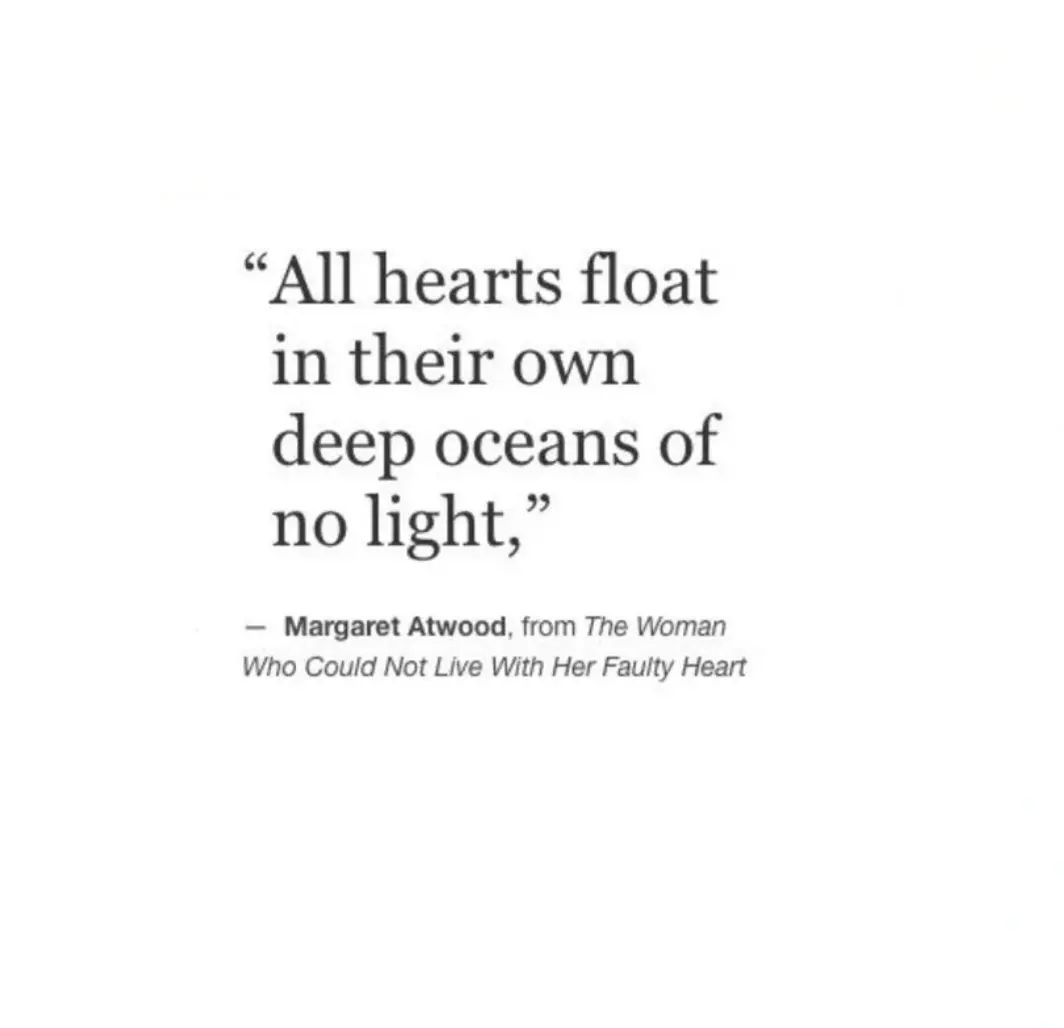 “All hearts float
in their own
deep oceans of
no light,”
— Margaret Atwood, from The Woman
Who Could Not Live With Her Faulty Heart